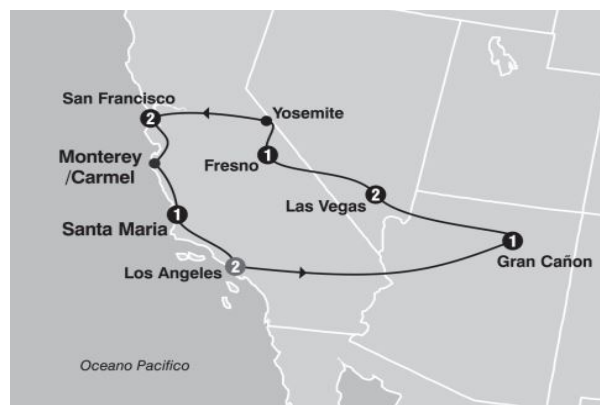 San Francisco
2
Yosemite
Monterey
/Carmel
Fresno
1
Las Vegas
2
Santa Maria
1
1
Gran Cañon
Los Angeles
2
Oceano Pacifico